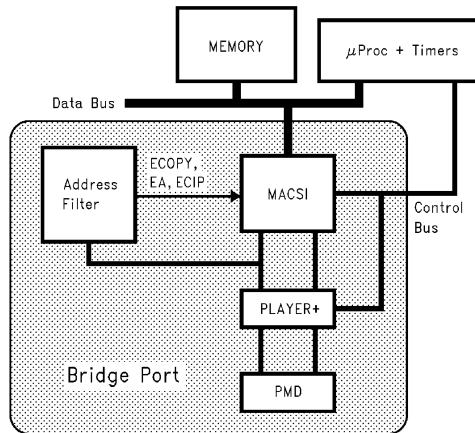 MEMORY
μProc + Timers
Data Bus
ECOPY,
EA, ECIP
Address
Filter
MACSI
Control
Bus
PLAYER+
Bridge Port
PMD